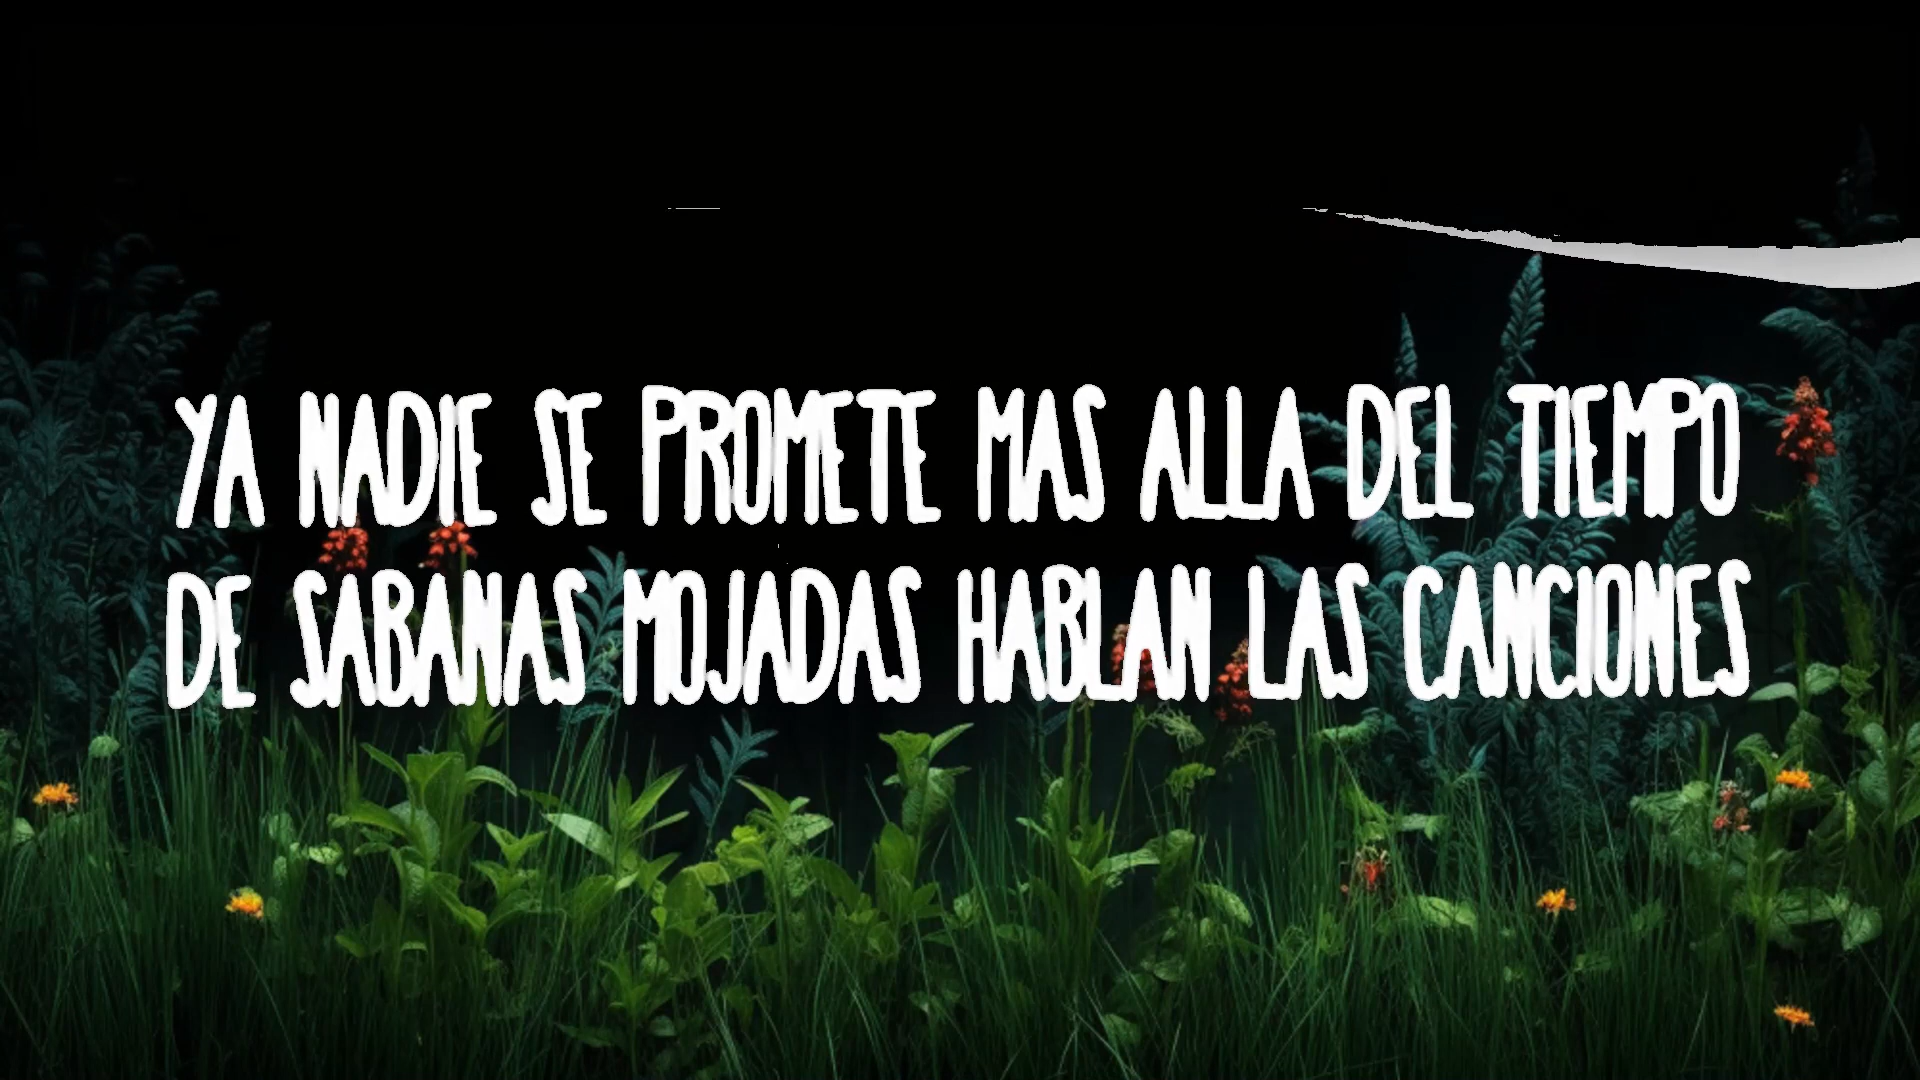 YA NADIE SE PROMETE MAS ALLA DEL TIEMPO
DE SABANAS MOJADAS HABLAN LAS CANCIONES